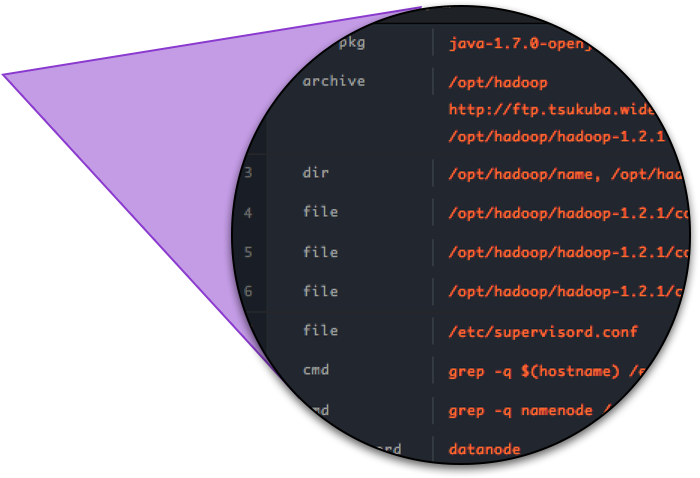 pkg java-1.7.0-open
archive /opt/hadoop
http://ftp.tsukuba.wide
/opt/hadoop/hadoop-1.2.1
3 dir /opt/hadoop/name, /opt/had
4 file /opt/hadoop/hadoop-1.2.1/co
5 file /opt/hadoop/hadoop-1.2.1/co
6 file /opt/hadoop/hadoop-1.2.1/c
file /etc/supervisord.conf
cmd grep -q $(hostname) /e
md grep -q namenode /
ord datanode